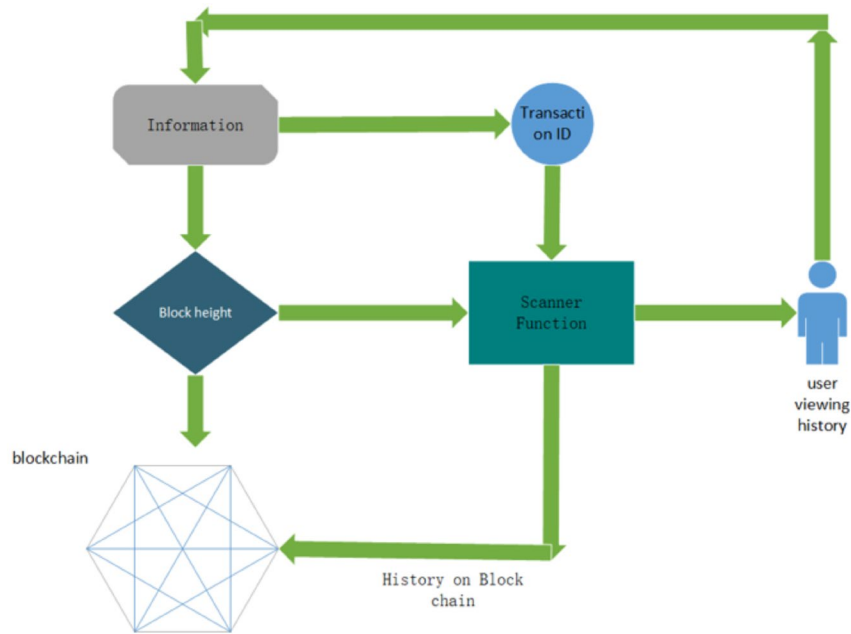 Information
Transacti
on ID
Block height
Scanner
Function
user
viewing
history
blockchain
History on Block
chain